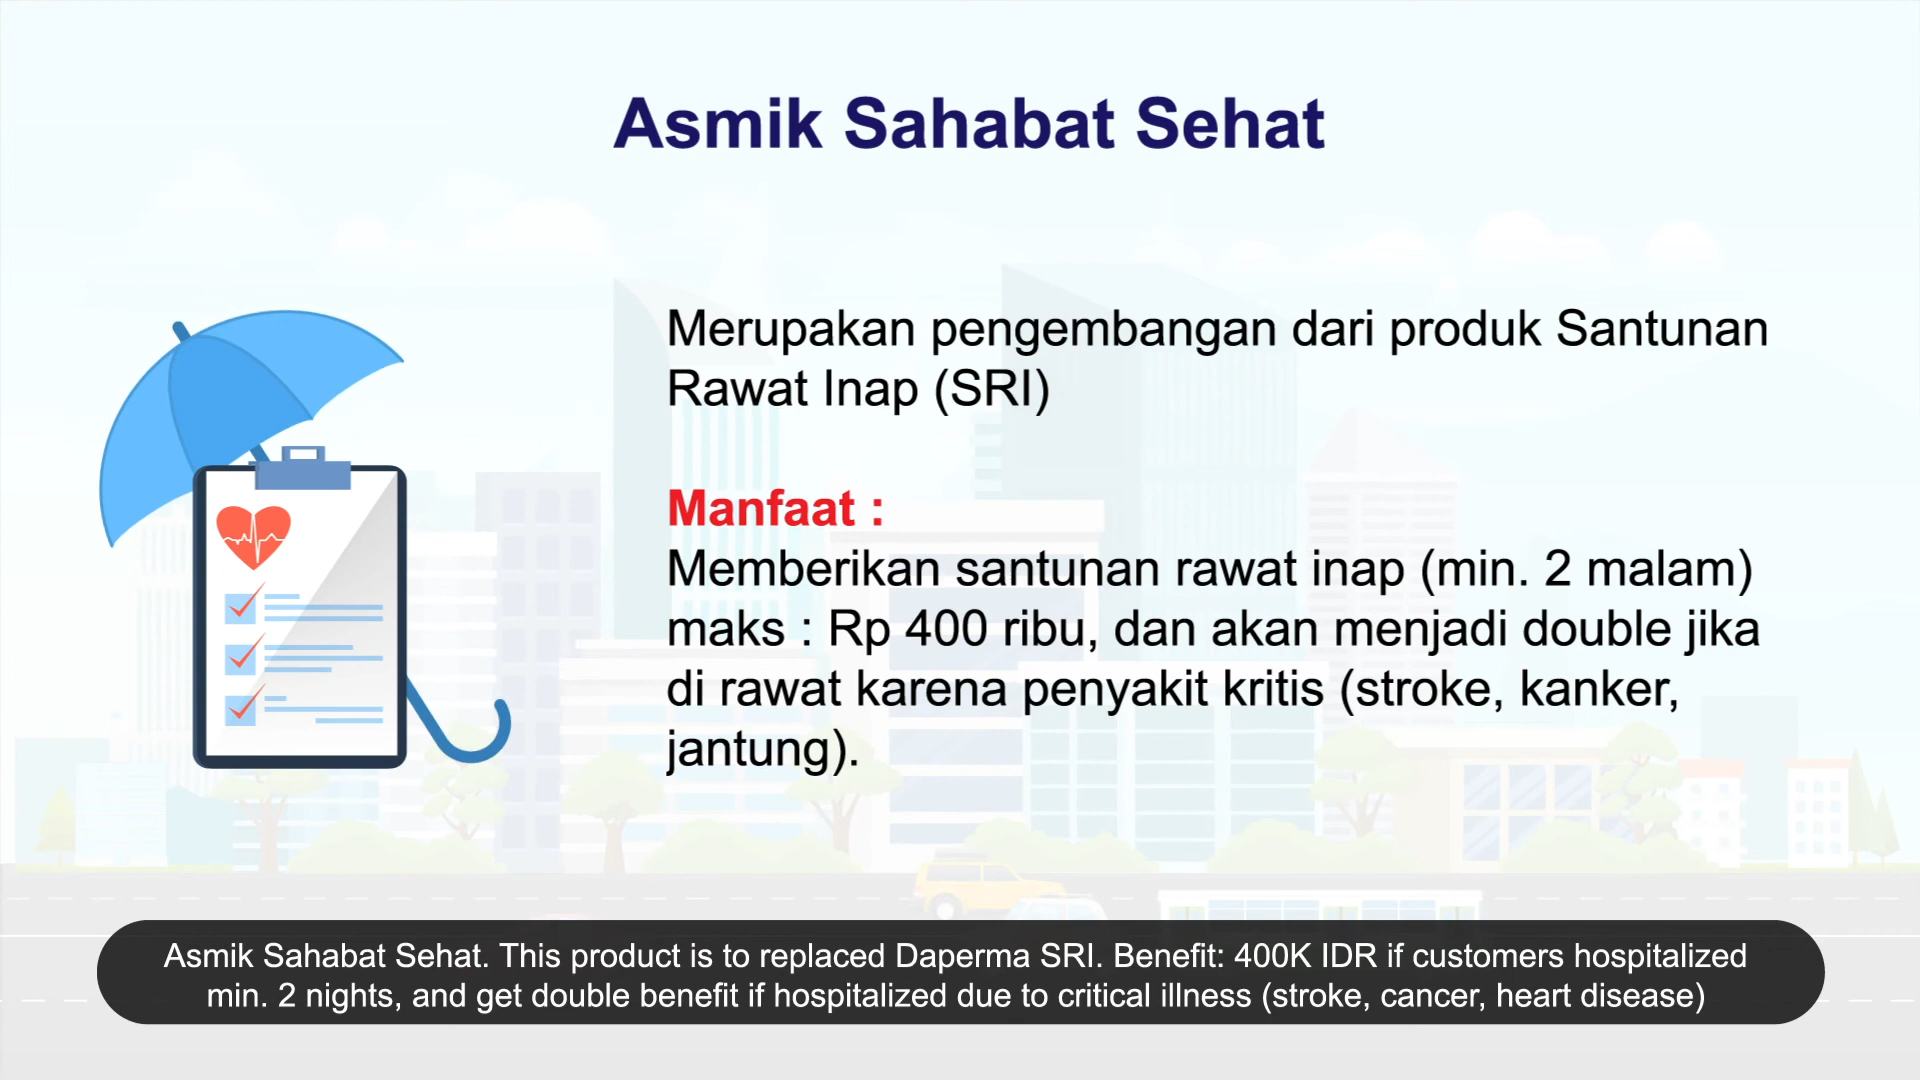 Asmik Sahabat Sehat
Merupakan pengembangan dari produk Santunan
Rawat Inap (SRI)
Manfaat :
Memberikan santunan rawat inap (min. 2 malam)
maks : Rp 400 ribu, dan akan menjadi double jika
di rawat karena penyakit kritis (stroke, kanker,
jantung).
Asmik Sahabat Sehat. This product is to replaced Daperma SRI. Benefit: 400K IDR if customers hospitalized
min. 2 nights, and get double benefit if hospitalized due to critical illness (stroke, cancer, heart disease)